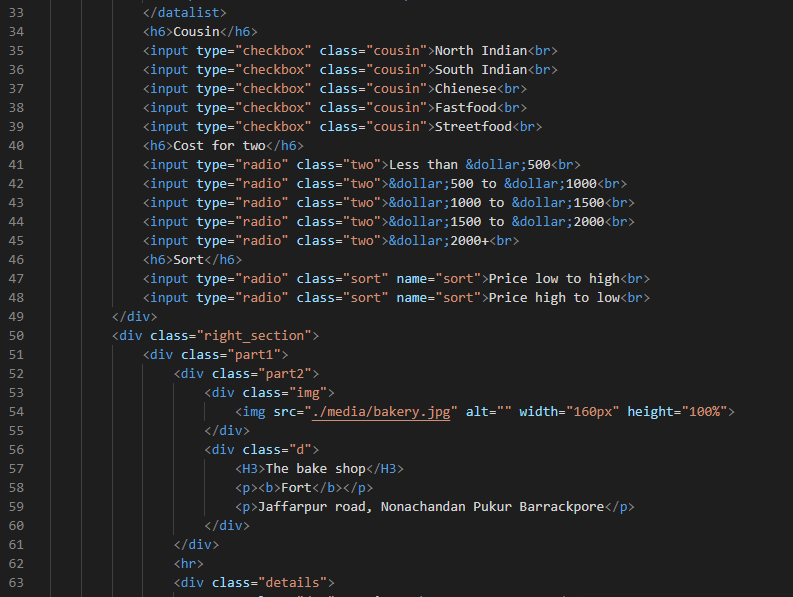 33 </datalist>
34 <h6>Cousin</h6>
35 <input type="checkbox" class="cousin">North Indian<br>
36 <input type="checkbox" class="cousin">South Indian<br>
37 <input type="checkbox" class="cousin">Chienese<br>
38 <input type="checkbox" class="cousin">Fastfood<br>
39 <input type="checkbox" class="cousin">Streetfood<br>
40 <h6>Cost for two</h6>
41 <input type="radio" class="two">Less than &dollar;500<br>
42 <input type="radio" class="two">&dollar;500 to &dollar;1000<br>
43 <input type="radio" class="two">&dollar;1000 to &dollar;1500<br>
44 <input type="radio" class="two">&dollar;1500 to &dollar;2000<br>
45 <input type="radio" class="two">&dollar;2000+<br>
46 <h6>Sort</h6>
47 <input type="radio" class="sort" name="sort">Price low to high<br>
48 <input type="radio" class="sort" name="sort">Price high to low<br>
49 </div>
50 <div class="right_section">
51 <div class="part1">
52 <div class="part2">
53 <div class="img">
54 <img src="./media/bakery.jpg" alt="" width="160px" height="100%">
55 </div>
56 <div class="d">
57 <H3>The bake shop</H3>
58 <p><b>Fort</b></p>
59 <p>Jaffarpur road, Nonachandan Pukur Barrackpore</p>
60 </div>
61 </div>
62 <hr>
63 <div class="details">